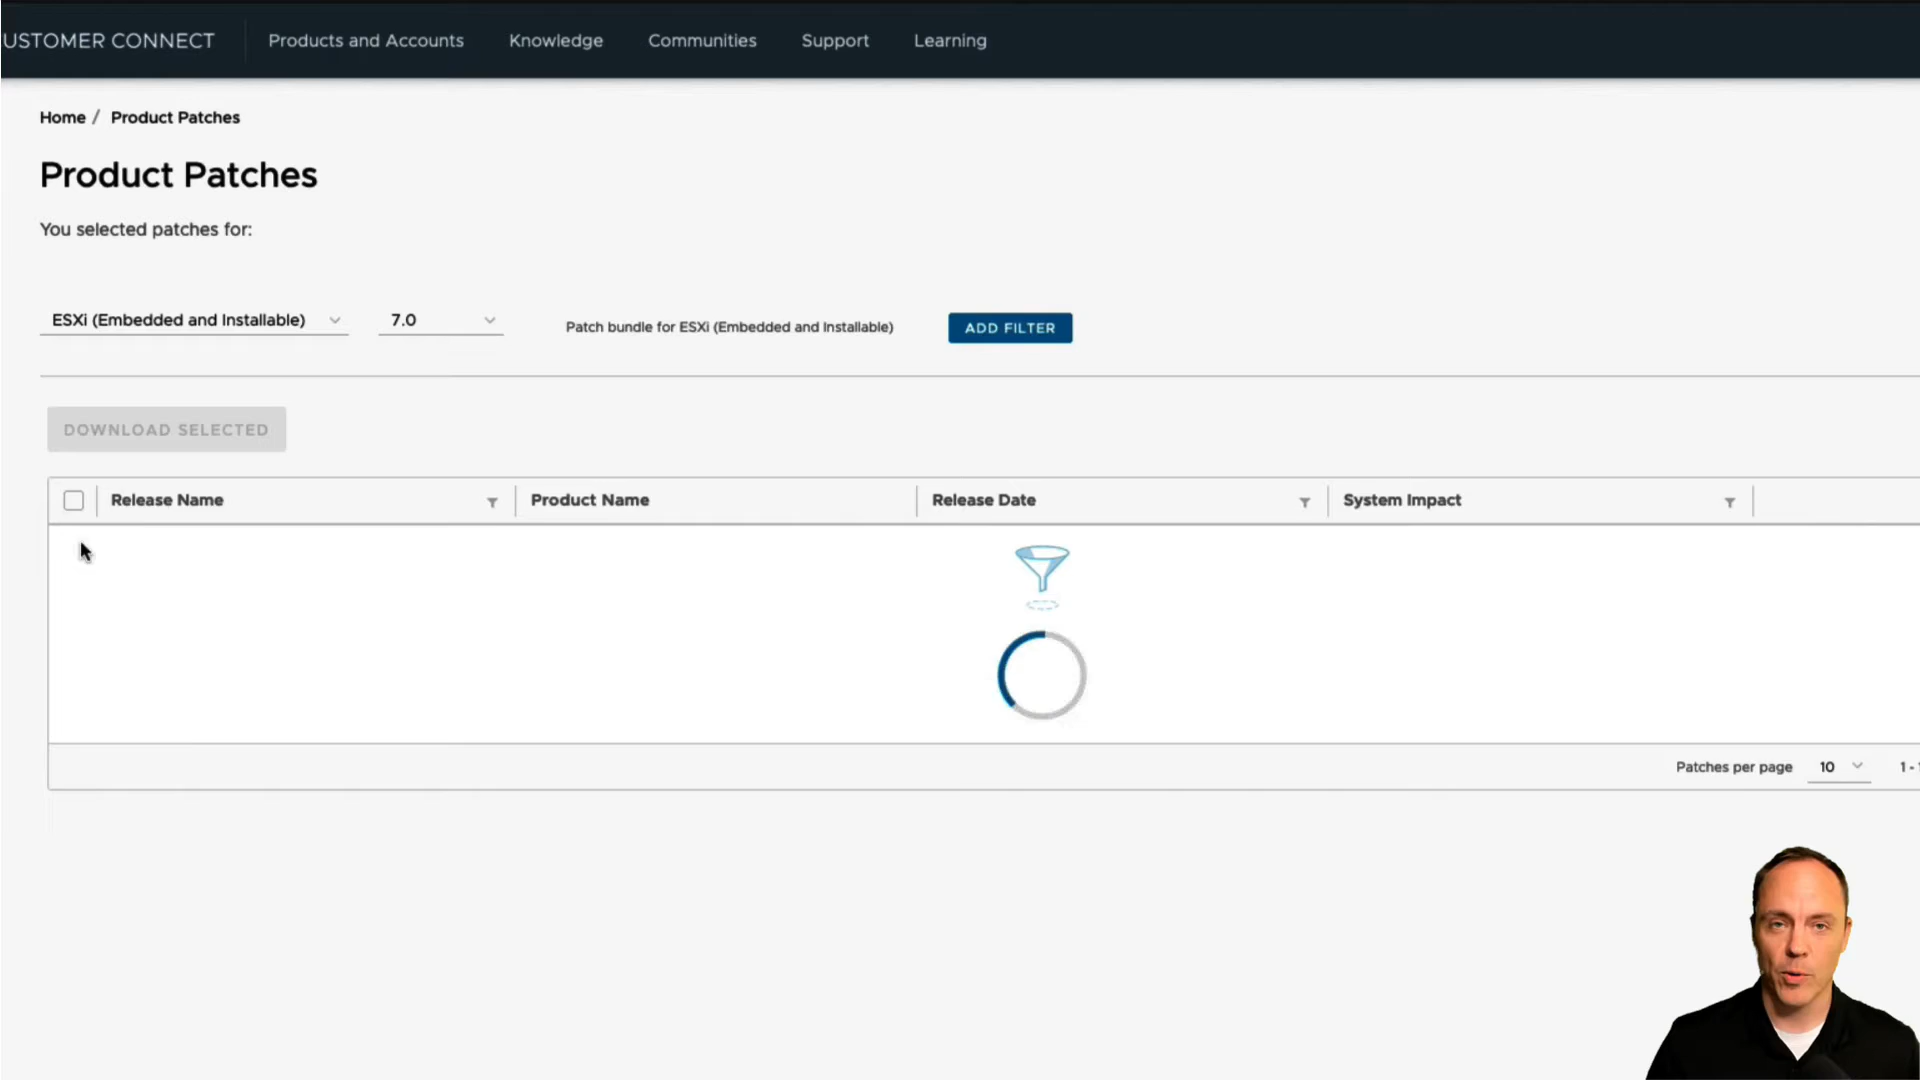 USTOMER CONNECT
Products and Accounts
Knowledge
Communities
Support
Learning
Home / Product Patches
Product Patches
You selected patches for:
ESXi (Embedded and Installable)
7.0
Patch bundle for ESXi (Embedded and Installable)
ADD FILTER
DOWNLOAD SELECTED
Release Name
Product Name
Release Date
System Impact
Patches per page
10
1 -